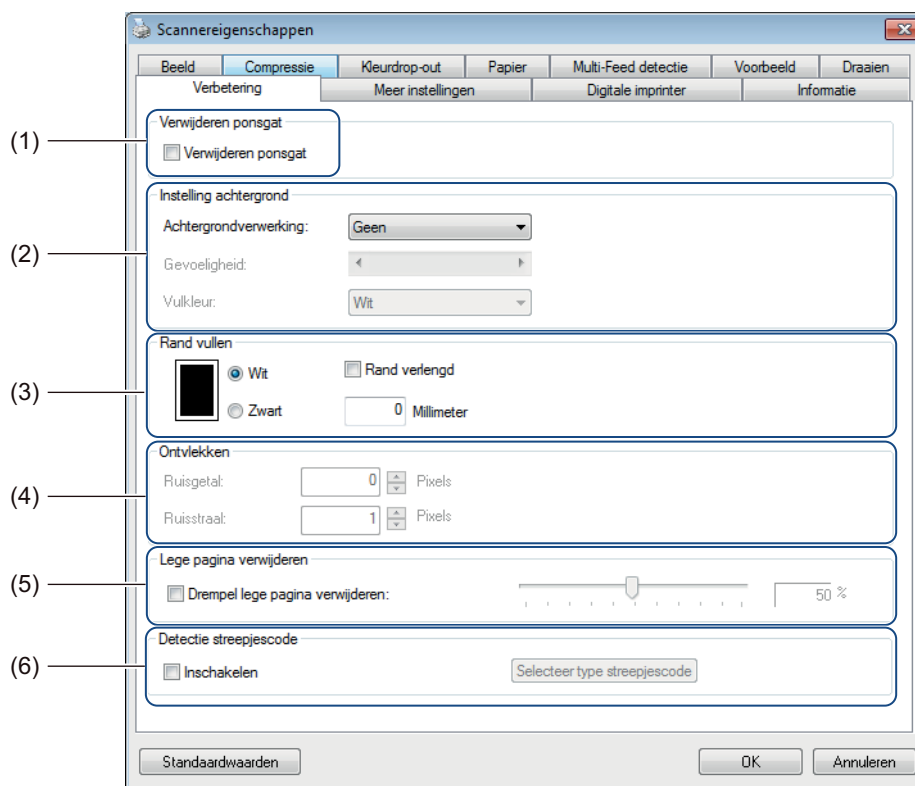 Scannereigenschappen
Beeld Compressie Kleurdrop-out Papier Multi-Feed detectie Voorbeeld Draaien
Verbetering Meer instellingen Digitale imprinter Informatie
(1)
Verwijderen ponsgat
Verwijderen ponsgat
(2)
Instelling achtergrond
Achtergrondverwerking: Geen
Gevoeligheid:
Vulkleur: Wit
(3)
Rand vullen
Wit Rand verlengd
Zwart 0 Millimeter
(4)
Ontvlekken
Ruisgetal: 0 Pixels
Ruisstraal: 1 Pixels
(5)
Lege pagina verwijderen
Drempel lege pagina verwijderen: 50 %
(6)
Detectie streepjescode
Inschakelen Selecteer type streepjescode
Standaardwaarden OK Annuleren